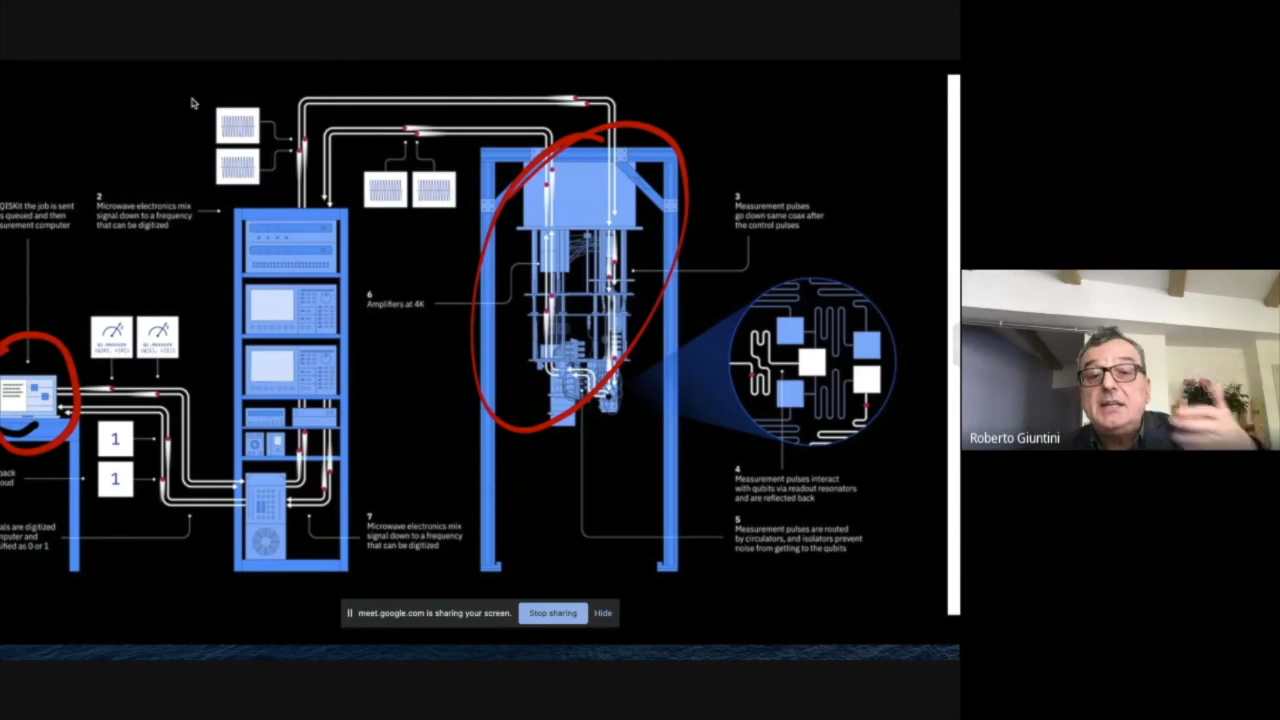 QISKit the job is sent
s queued and then
surement computer
2
Microwave electronics mix
signal down to a frequency
that can be digitized
3
Measurement pulses
go down same coax after
the control pulses
6
Amplifiers at 4K
1
1
back
oud
als are digitized
nputer and
sified as 0 or 1
7
Microwave electronics mix
signal down to a frequency
that can be digitized
4
Measurement pulses interact
with qubits via readout resonators
and are reflected back
5
Measurement pulses are routed
by circulators, and isolators prevent
noise from getting to the qubits
meet.google.com is sharing your screen.
Stop sharing
Hide
Roberto Giuntini